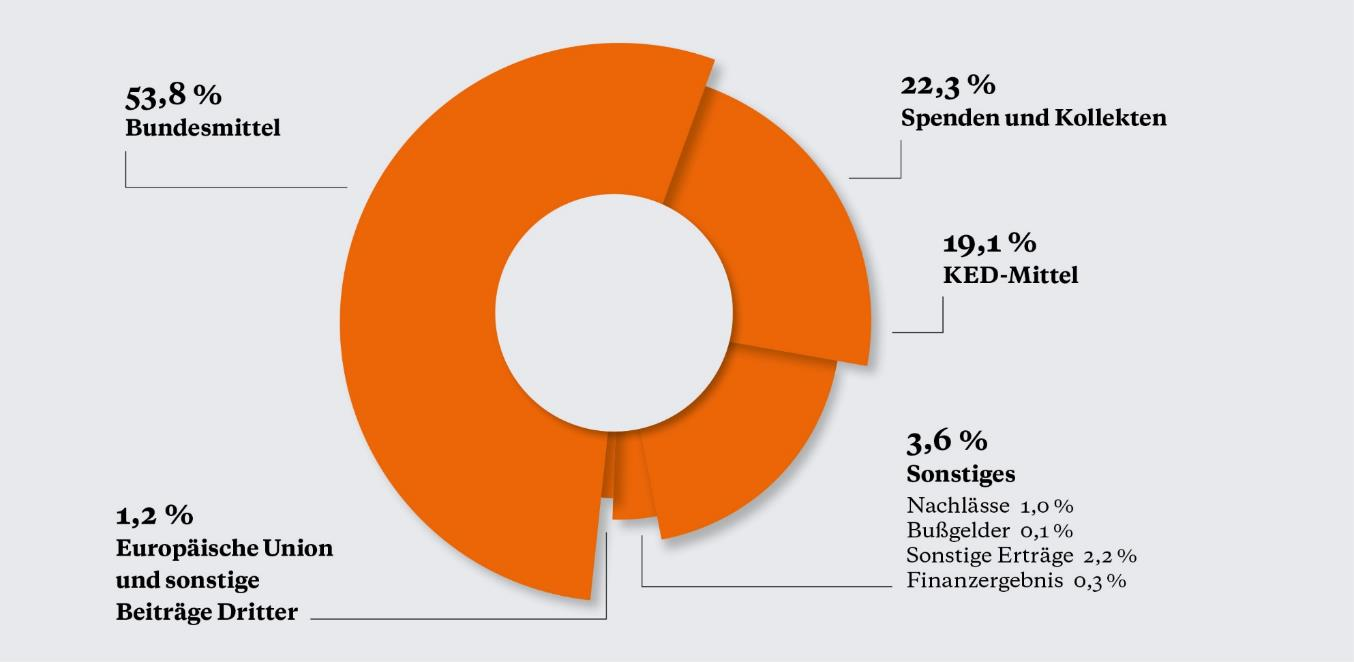 53,8 %
Bundesmittel
22,3 %
Spenden und Kollekten
19,1 %
KED-Mittel
3,6 %
Sonstiges
Nachlässe 1,0 %
Bußgelder 0,1 %
Sonstige Erträge 2,2 %
Finanzergebnis 0,3 %
1,2 %
Europäische Union
und sonstige
Beiträge Dritter